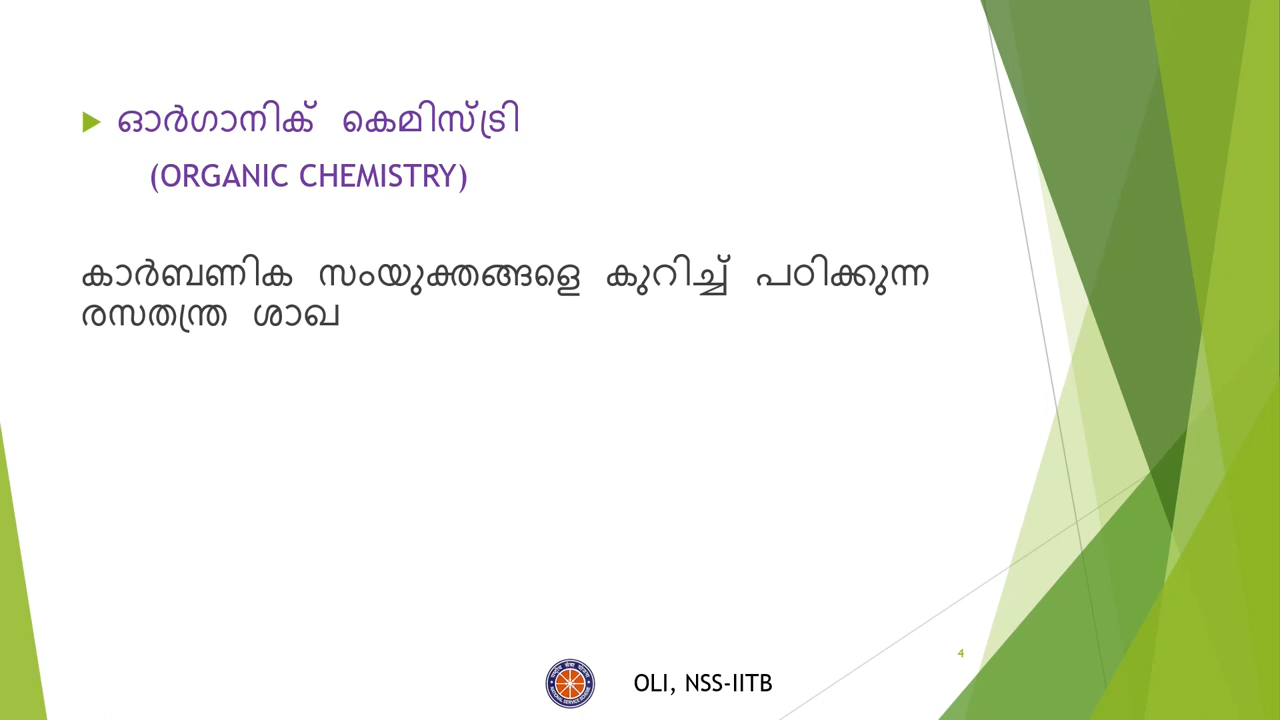 ഓർഗാനിക് കെമിസ്ട്രി
(ORGANIC CHEMISTRY)
കാർബണിക സംയുക്തങ്ങളെ കുറിച്ച് പഠിക്കുന്ന
രസതന്ത്ര ശാഖ
4
OLI, NSS-IITB